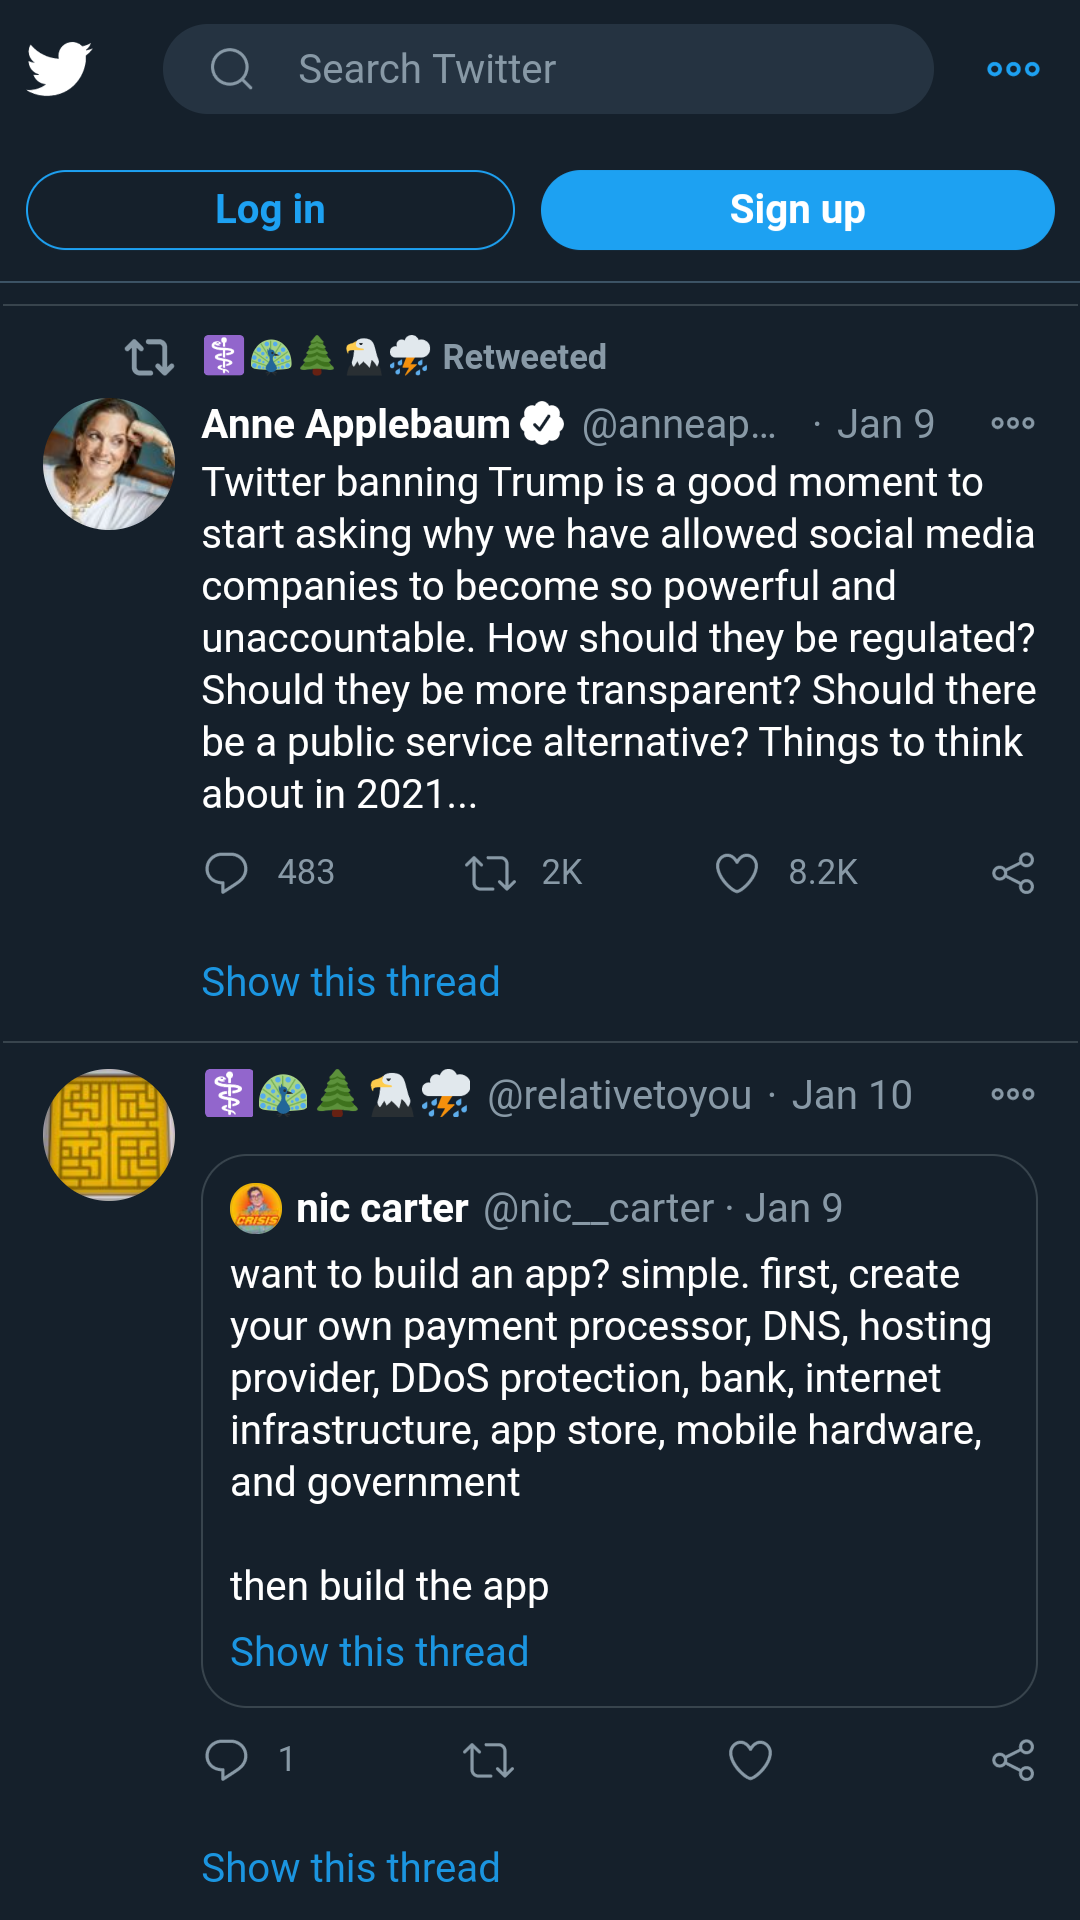 Search Twitter
Log in
Sign up
Retweeted
Anne Applebaum @anneap... · Jan 9
Twitter banning Trump is a good moment to
start asking why we have allowed social media
companies to become so powerful and
unaccountable. How should they be regulated?
Should they be more transparent? Should there
be a public service alternative? Things to think
about in 2021...
483 2K 8.2K
Show this thread
@relativetoyou · Jan 10
CRISIS
nic carter @nic__carter · Jan 9
want to build an app? simple. first, create
your own payment processor, DNS, hosting
provider, DDoS protection, bank, internet
infrastructure, app store, mobile hardware,
and government
then build the app
Show this thread
1
Show this thread